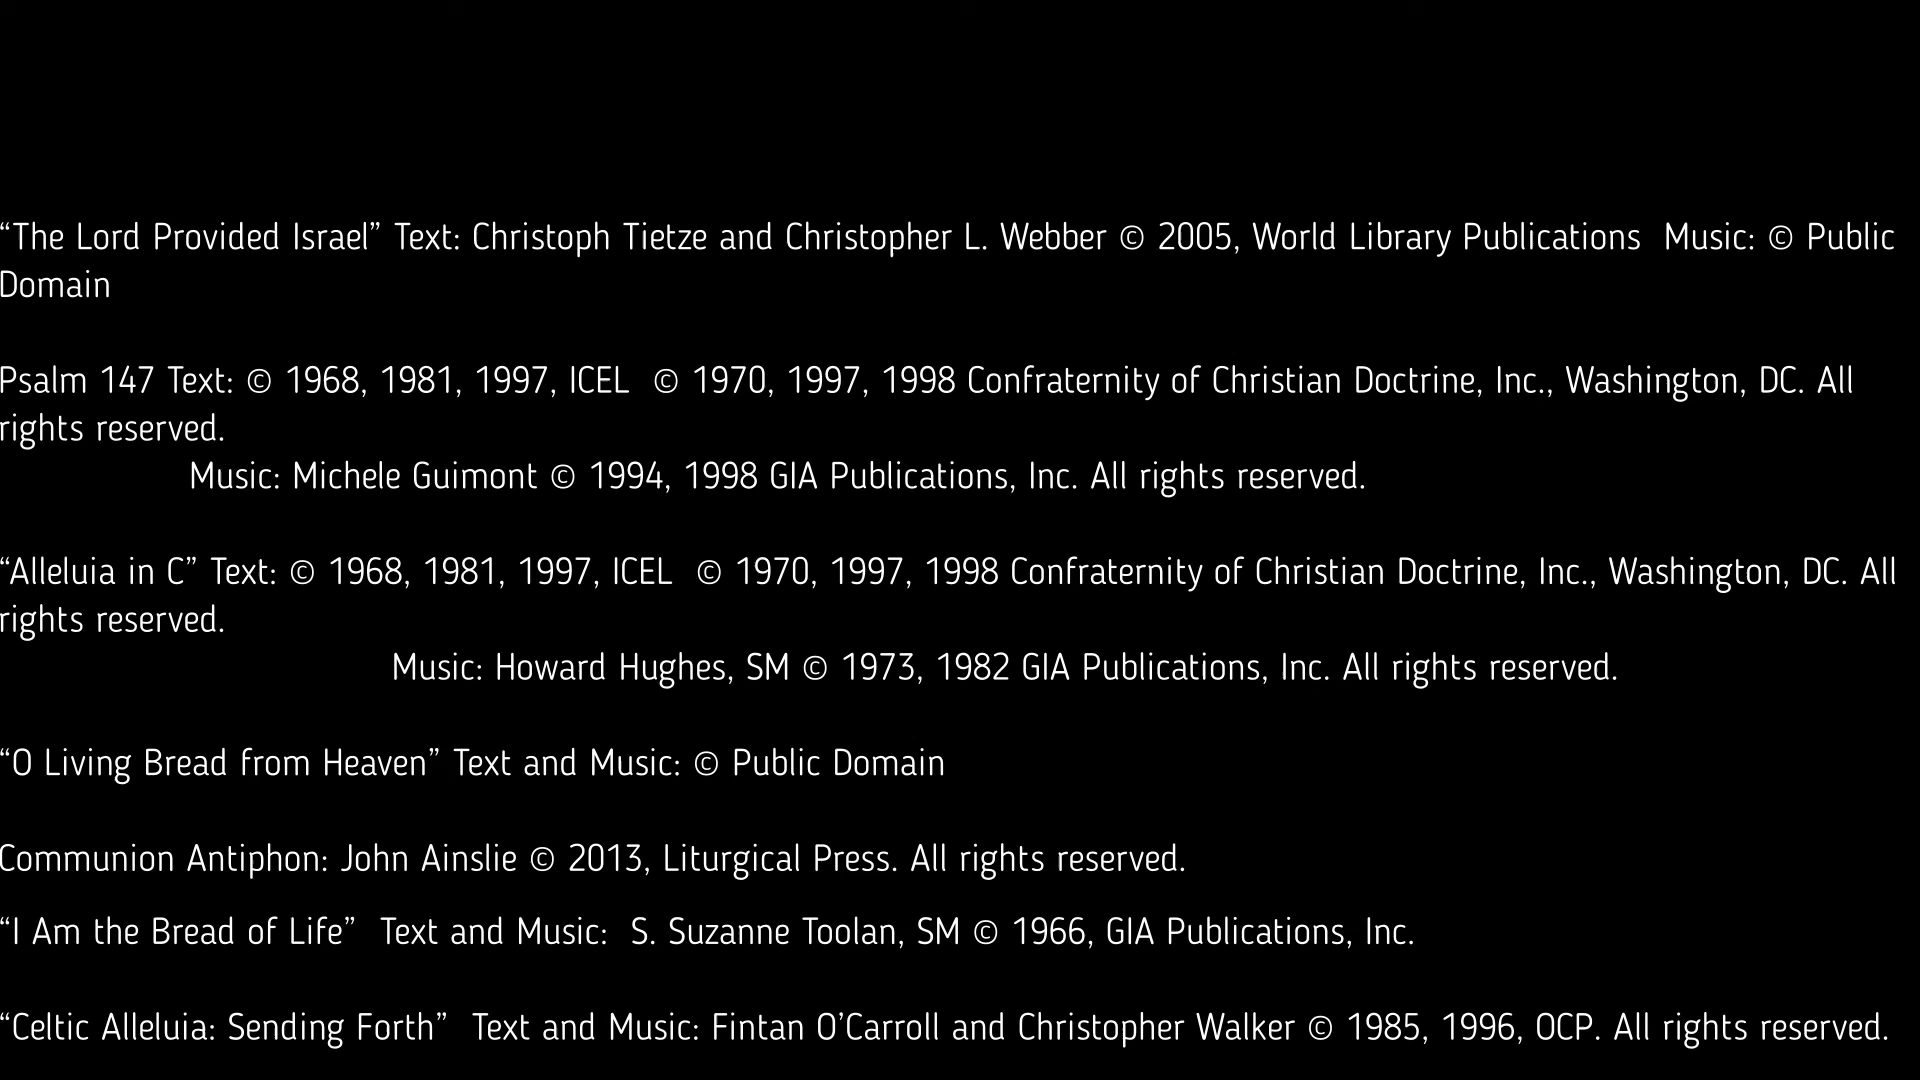 “The Lord Provided Israel” Text: Christoph Tietze and Christopher L. Webber © 2005, World Library Publications  Music: © Public
Domain
Psalm 147 Text: © 1968, 1981, 1997, ICEL  © 1970, 1997, 1998 Confraternity of Christian Doctrine, Inc., Washington, DC. All
rights reserved.
Music: Michele Guimont © 1994, 1998 GIA Publications, Inc. All rights reserved.
“Alleluia in C” Text: © 1968, 1981, 1997, ICEL  © 1970, 1997, 1998 Confraternity of Christian Doctrine, Inc., Washington, DC. All
rights reserved.
Music: Howard Hughes, SM © 1973, 1982 GIA Publications, Inc. All rights reserved.
“O Living Bread from Heaven” Text and Music: © Public Domain
Communion Antiphon: John Ainslie © 2013, Liturgical Press. All rights reserved.
“I Am the Bread of Life”  Text and Music:  S. Suzanne Toolan, SM © 1966, GIA Publications, Inc.
“Celtic Alleluia: Sending Forth”  Text and Music: Fintan O’Carroll and Christopher Walker © 1985, 1996, OCP. All rights reserved.